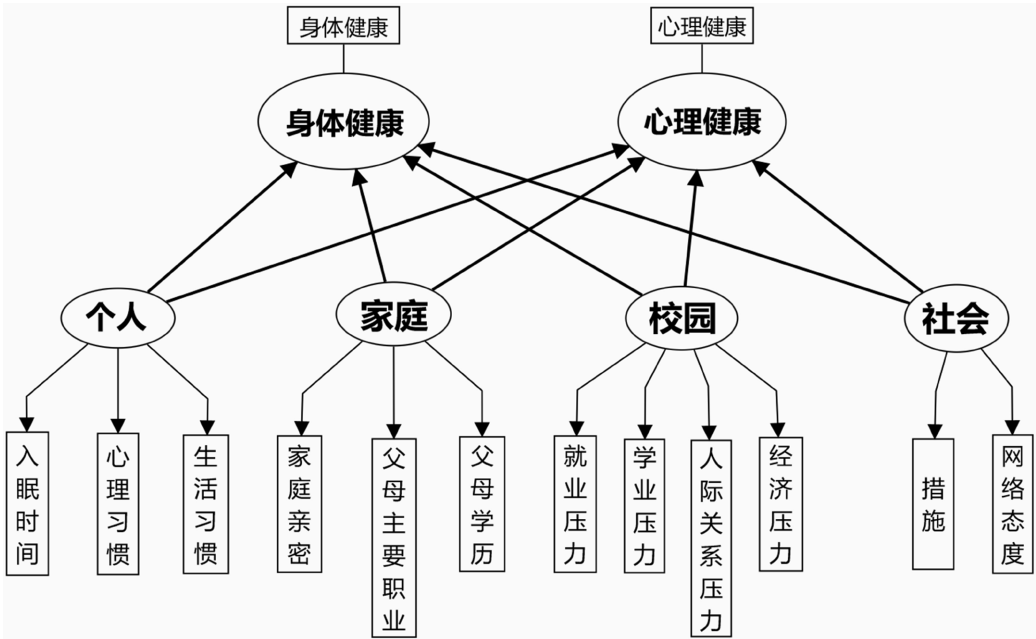 身体健康
心理健康
身体健康
心理健康
个人
家庭
校园
社会
入眠时间
心理习惯
生活习惯
家庭亲密
父母主要职业
父母学历
就业压力
学业压力
人际关系压力
经济压力
措施
网络态度